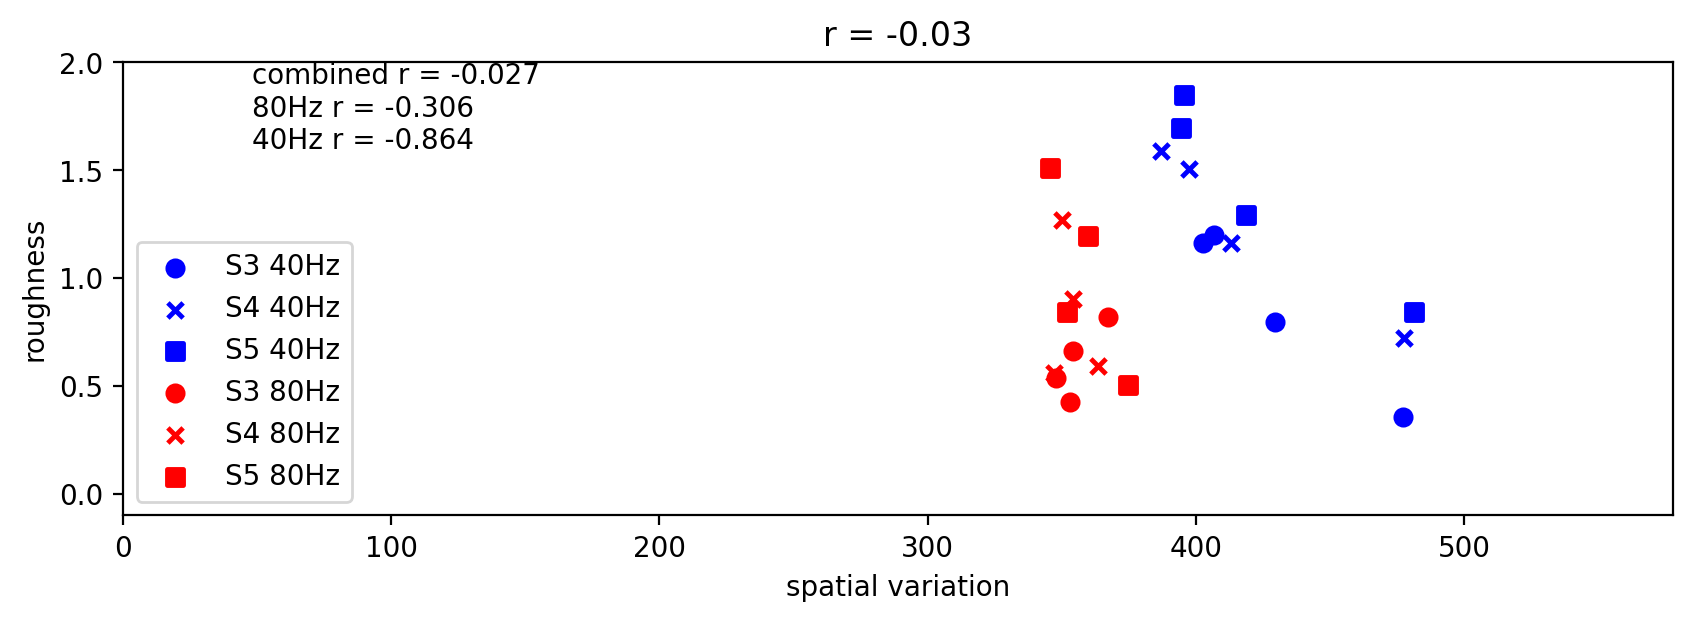 r = -0.03
combined r = -0.027
80Hz r = -0.306
40Hz r = -0.864
2.0
1.5
1.0
0.5
0.0
roughness
S3 40Hz
S4 40Hz
S5 40Hz
S3 80Hz
S4 80Hz
S5 80Hz
0 100 200 300 400 500
spatial variation